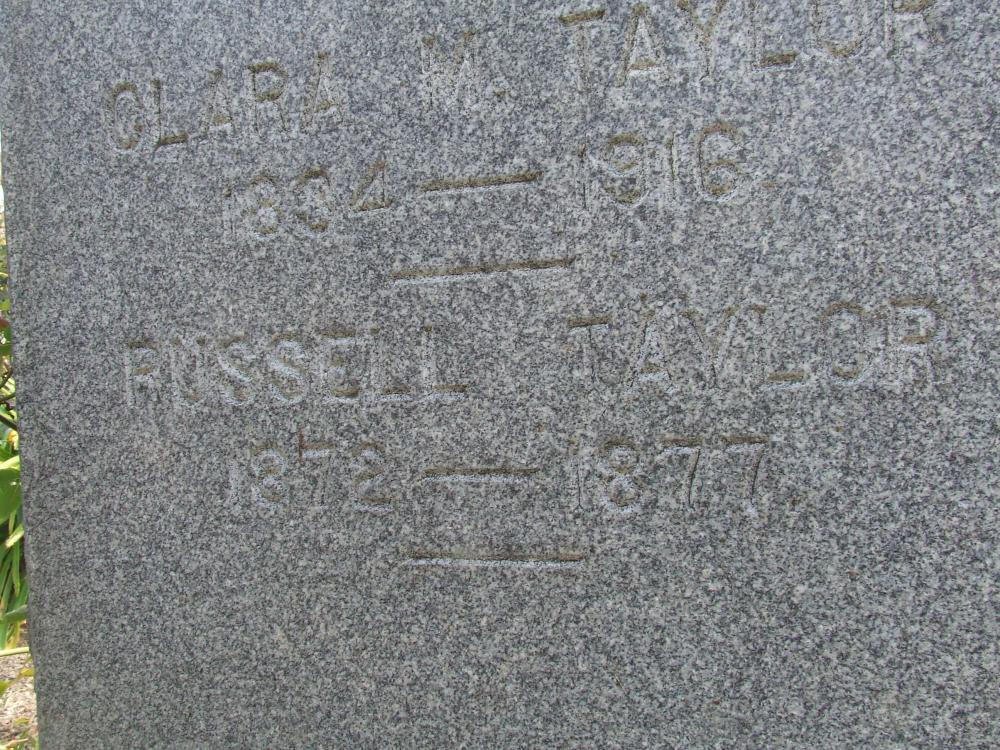 CLARA M. TAYLOR
1834 — 1916
RUSSELL TAYLOR
1872 — 1877